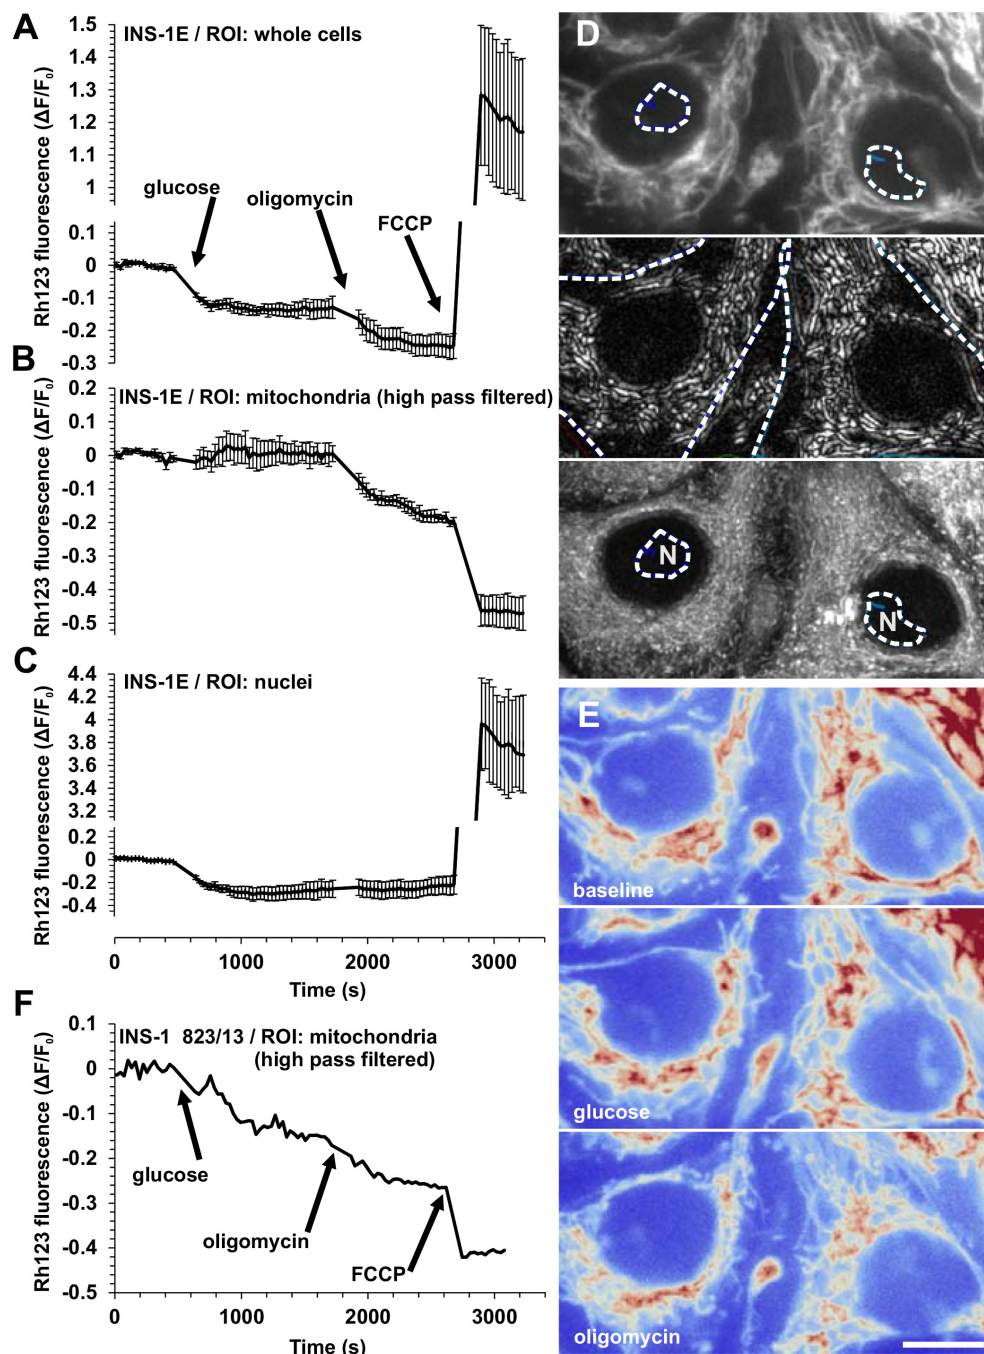 A
INS-1E / ROI: whole cells
Rh123 fluorescence (ΔF/F₀)
1.5
1.4
1.3
1.2
1.1
1
0.1
0
-0.1
-0.2
-0.3
glucose
oligomycin
FCCP
B
INS-1E / ROI: mitochondria (high pass filtered)
Rh123 fluorescence (ΔF/F₀)
0.2
0.1
0
-0.1
-0.2
-0.3
-0.4
-0.5
C
INS-1E / ROI: nuclei
Rh123 fluorescence (ΔF/F₀)
4.4
4.2
4
3.8
3.6
3.4
3.2
0.2
0
-0.2
-0.4
0
1000
2000
3000
Time (s)
D
N
N
E
baseline
glucose
oligomycin
F
INS-1 823/13 / ROI: mitochondria
(high pass filtered)
Rh123 fluorescence (ΔF/F₀)
0.1
0
-0.1
-0.2
-0.3
-0.4
-0.5
glucose
oligomycin
FCCP
0
1000
2000
3000
Time (s)